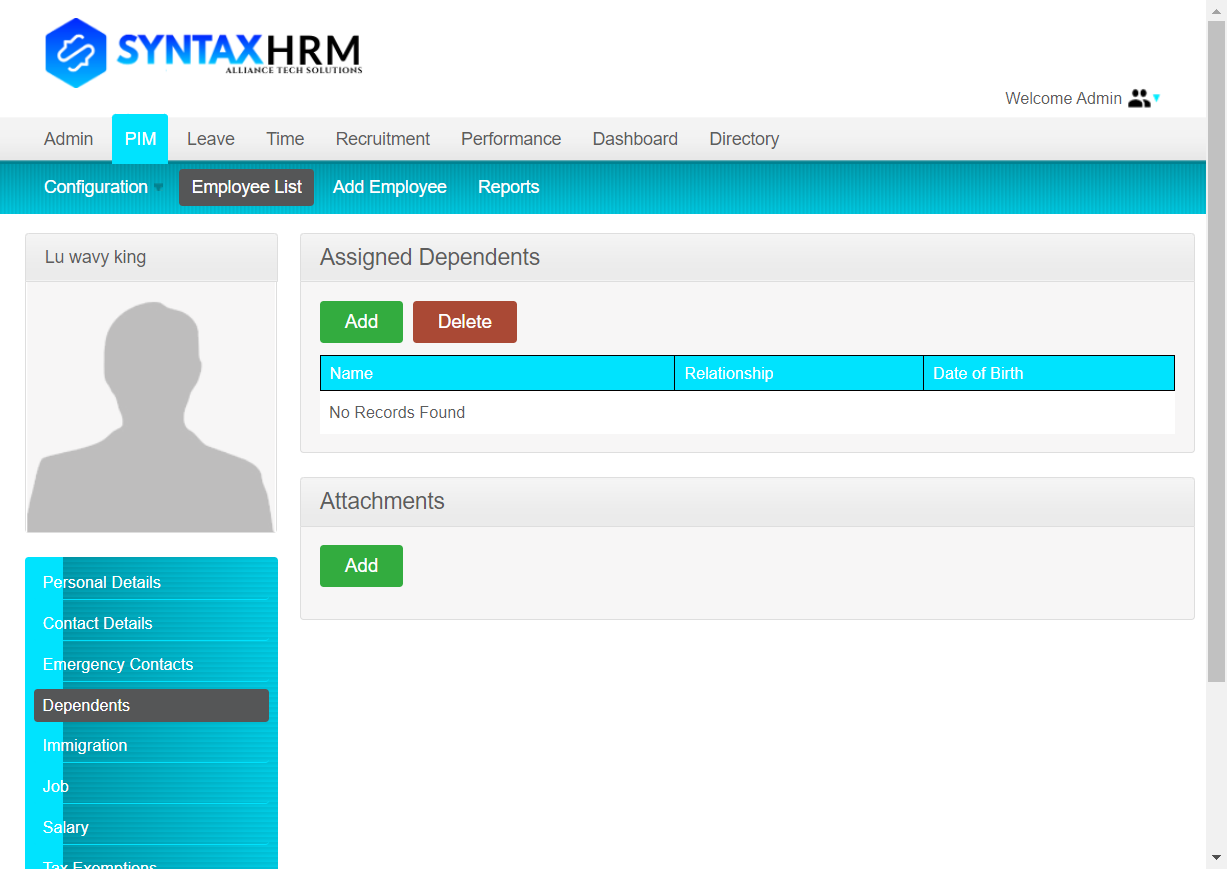 SYNTAXHRM
ALLIANCE TECH SOLUTIONS
Welcome Admin
Admin PIM Leave Time Recruitment Performance Dashboard Directory
Configuration Employee List Add Employee Reports
Lu wavy king
Assigned Dependents
Add Delete
Name Relationship Date of Birth
No Records Found
Attachments
Add
Personal Details
Contact Details
Emergency Contacts
Dependents
Immigration
Job
Salary
Tax Exemptions